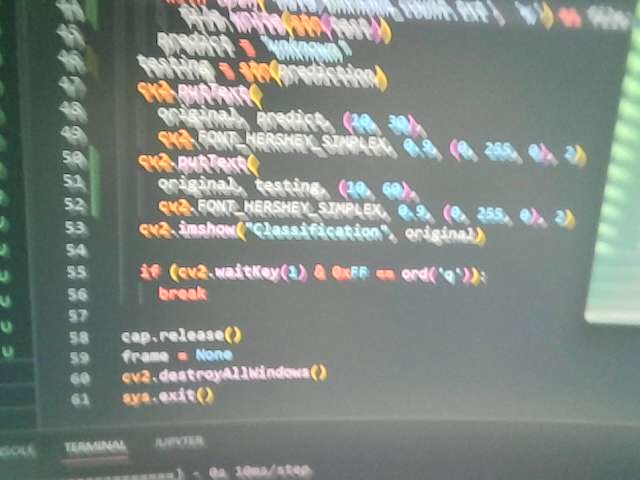 predict = "Unknown"
46 testing = str(prediction)
47 cv2.putText(
48 original, predict, (10, 30),
49 cv2.FONT_HERSHEY_SIMPLEX, 0.9, (0, 255, 0), 2)
50 cv2.putText(
51 original, testing, (10, 60),
52 cv2.FONT_HERSHEY_SIMPLEX, 0.9, (0, 255, 0), 2)
53 cv2.imshow("Classification", original)
54
55 if (cv2.waitKey(1) & 0xFF == ord('q')):
56 break
57
58 cap.release()
59 frame = None
60 cv2.destroyAllWindows()
61 sys.exit()
TERMINAL JUPYTER
- 0s 10ms/step